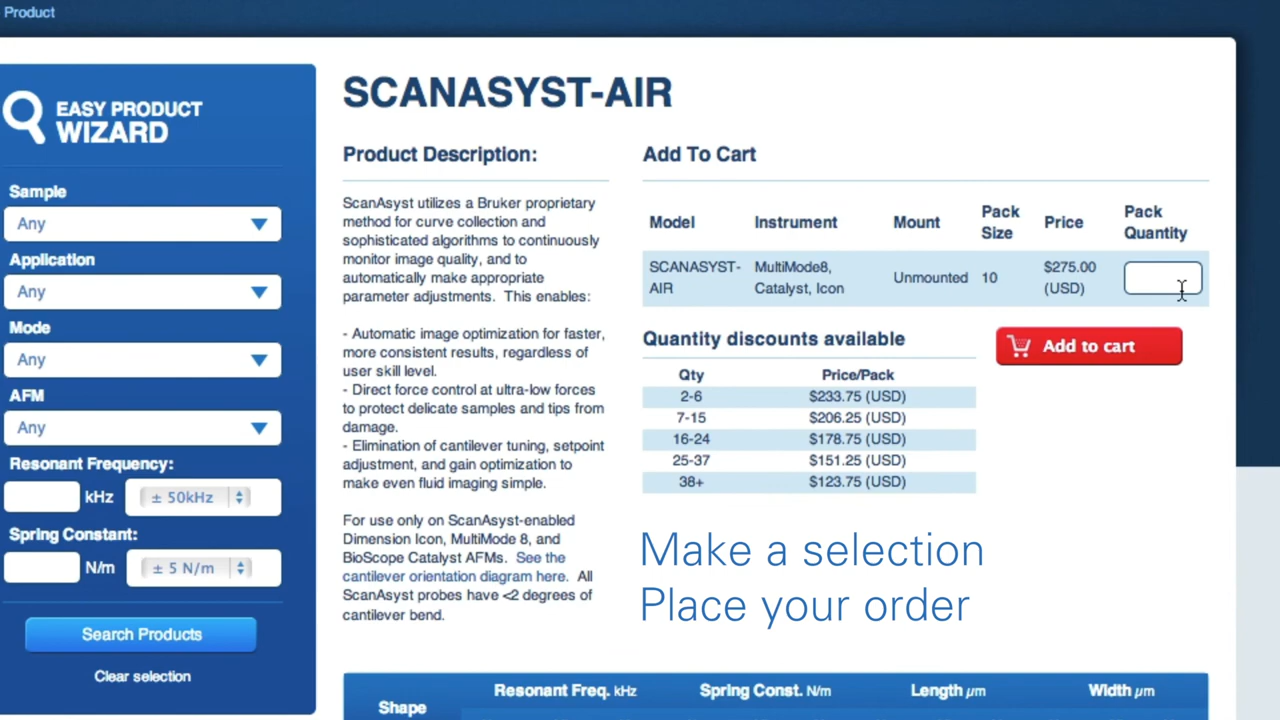 Product
EASY PRODUCT
WIZARD
Sample
Any
Application
Any
Mode
Any
AFM
Any
Resonant Frequency:
kHz ± 50kHz
Spring Constant:
N/m ± 5 N/m
Search Products
Clear selection
SCANASYST-AIR
Product Description:
ScanAsyst utilizes a Bruker proprietary
method for curve collection and
sophisticated algorithms to continuously
monitor image quality, and to
automatically make appropriate
parameter adjustments. This enables:
- Automatic image optimization for faster,
more consistent results, regardless of
user skill level.
- Direct force control at ultra-low forces
to protect delicate samples and tips from
damage.
- Elimination of cantilever tuning, setpoint
adjustment, and gain optimization to
make even fluid imaging simple.
For use only on ScanAsyst-enabled
Dimension Icon, MultiMode 8, and
BioScope Catalyst AFMs. See the
cantilever orientation diagram here. All
ScanAsyst probes have <2 degrees of
cantilever bend.
Add To Cart
Model Instrument Mount Pack Size Price Pack Quantity
SCANASYST-AIR MultiMode8, Catalyst, Icon Unmounted 10 $275.00 (USD)
Quantity discounts available
Add to cart
Qty Price/Pack
2-6 $233.75 (USD)
7-15 $206.25 (USD)
16-24 $178.75 (USD)
25-37 $151.25 (USD)
38+ $123.75 (USD)
Make a selection
Place your order
Shape Resonant Freq. kHz Spring Const. N/m Length µm Width µm